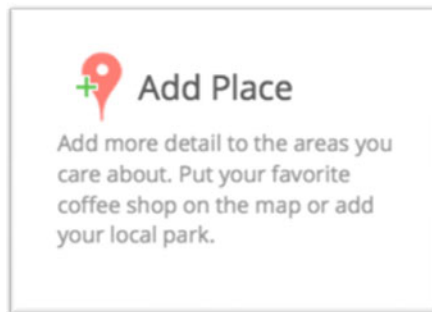 Add Place
Add more detail to the areas you
care about. Put your favorite
coffee shop on the map or add
your local park.